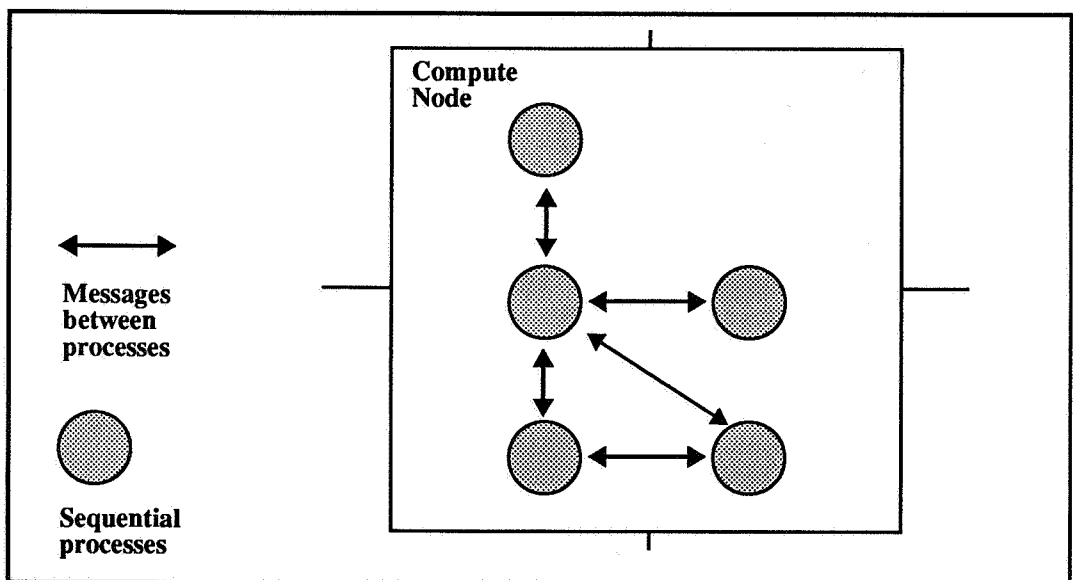 Compute
Node
Messages
between
processes
Sequential
processes